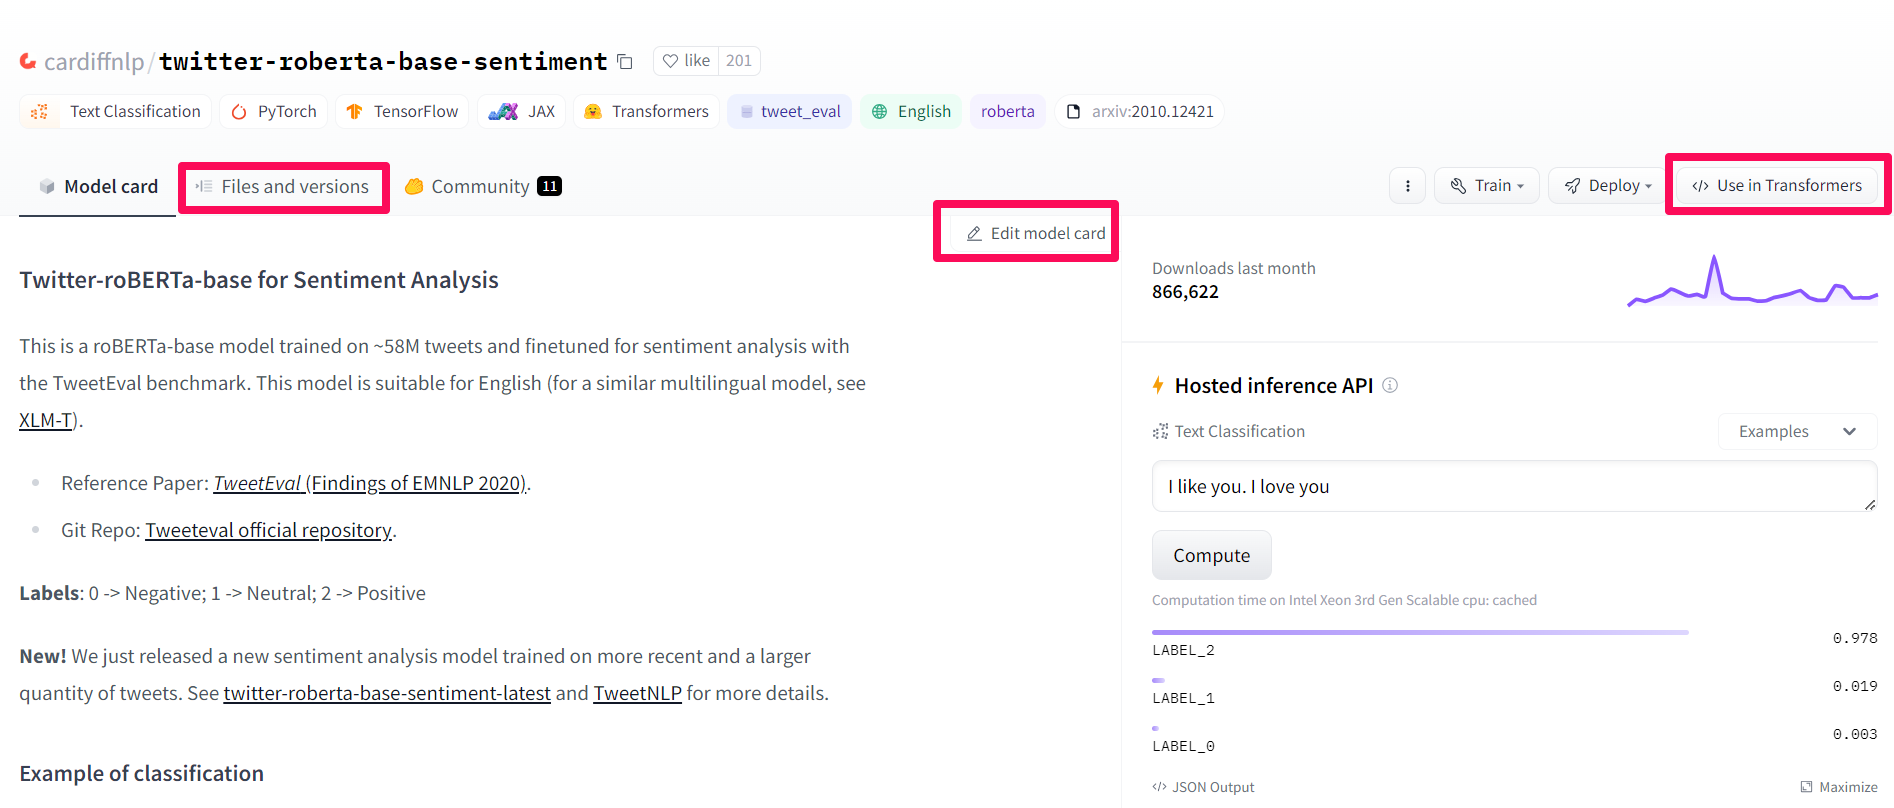 cardiffnlp/twitter-roberta-base-sentiment like 201
Text Classification PyTorch TensorFlow JAX Transformers tweet_eval English roberta arxiv:2010.12421
Model card Files and versions Community 11 Train Deploy </> Use in Transformers
Edit model card
Twitter-roBERTa-base for Sentiment Analysis
This is a roBERTa-base model trained on ~58M tweets and finetuned for sentiment analysis with
the TweetEval benchmark. This model is suitable for English (for a similar multilingual model, see
XLM-T).
• Reference Paper: TweetEval (Findings of EMNLP 2020).
• Git Repo: Tweeteval official repository.
Labels: 0 -> Negative; 1 -> Neutral; 2 -> Positive
New! We just released a new sentiment analysis model trained on more recent and a larger
quantity of tweets. See twitter-roberta-base-sentiment-latest and TweetNLP for more details.
Example of classification
Downloads last month
866,622
Hosted inference API
Text Classification Examples
I like you. I love you
Compute
Computation time on Intel Xeon 3rd Gen Scalable cpu: cached
0.978
LABEL_2
0.019
LABEL_1
0.003
LABEL_0
</> JSON Output Maximize